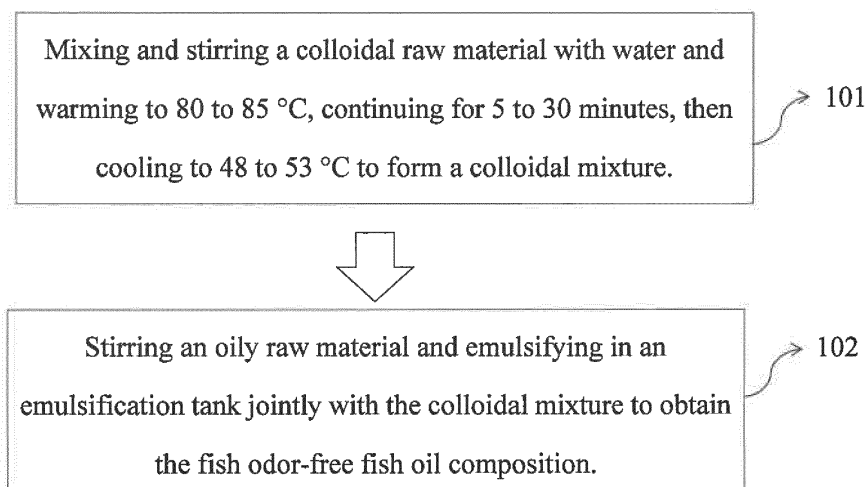 Mixing and stirring a colloidal raw material with water and
warming to 80 to 85 °C, continuing for 5 to 30 minutes, then
cooling to 48 to 53 °C to form a colloidal mixture.
101
Stirring an oily raw material and emulsifying in an
emulsification tank jointly with the colloidal mixture to obtain
the fish odor-free fish oil composition.
102